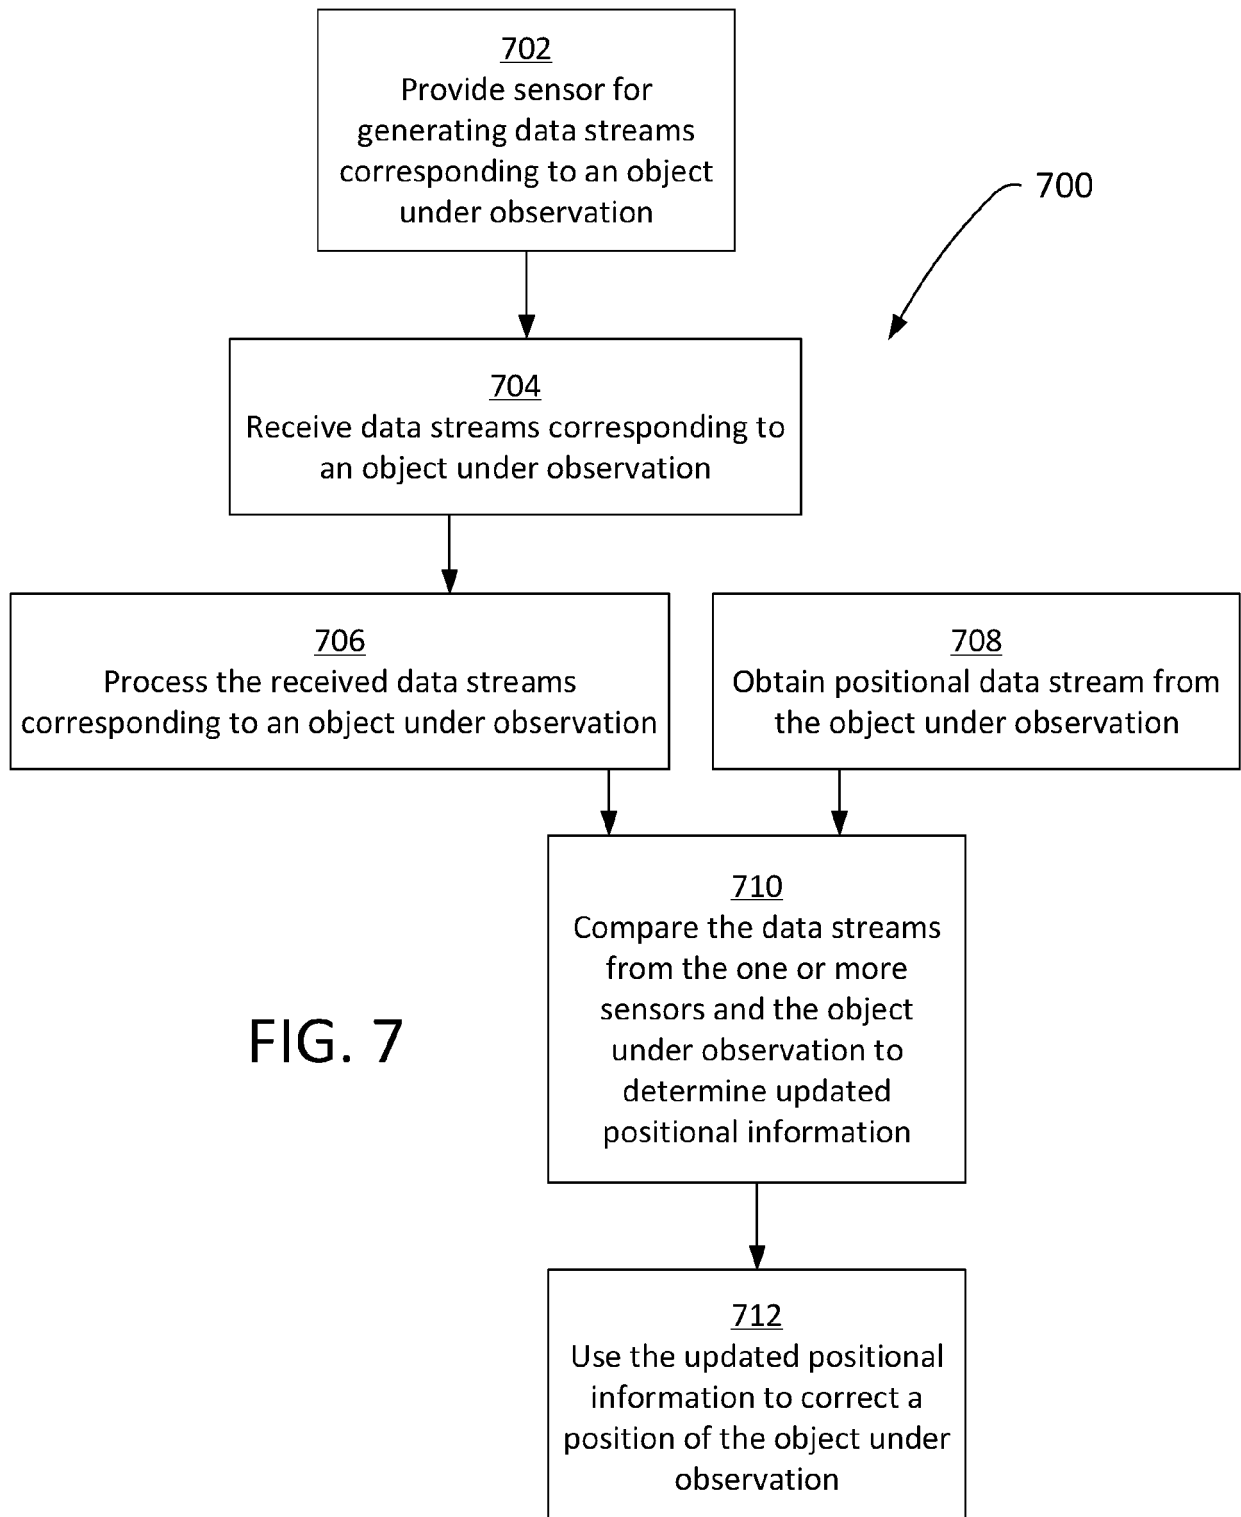 702
Provide sensor for
generating data streams
corresponding to an object
under observation
700
704
Receive data streams corresponding to
an object under observation
706
Process the received data streams
corresponding to an object under observation
708
Obtain positional data stream from
the object under observation
710
Compare the data streams
from the one or more
sensors and the object
under observation to
determine updated
positional information
FIG. 7
712
Use the updated positional
information to correct a
position of the object under
observation